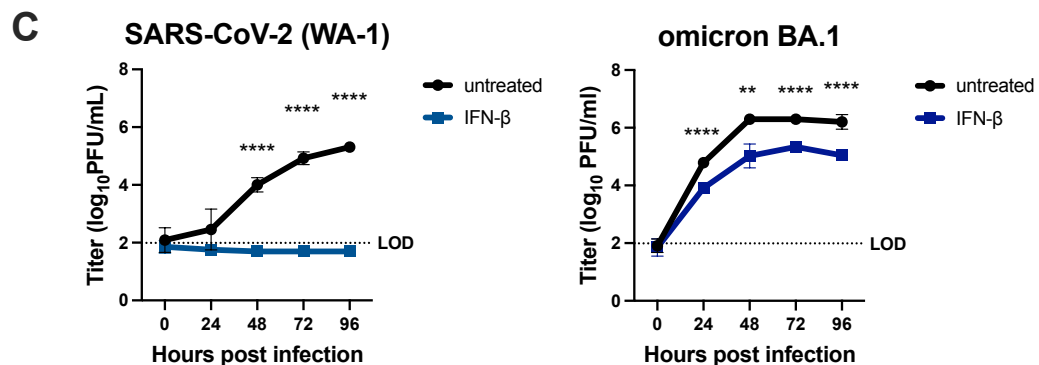 C
SARS-CoV-2 (WA-1)
8
6
4
2
0
Titer (log10PFU/mL)
****
****
****
LOD
0 24 48 72 96
Hours post infection
untreated
IFN-β
omicron BA.1
8
6
4
2
0
Titer (log10 PFU/ml)
****
**
****
****
LOD
0 24 48 72 96
Hours post infection
untreated
IFN-β